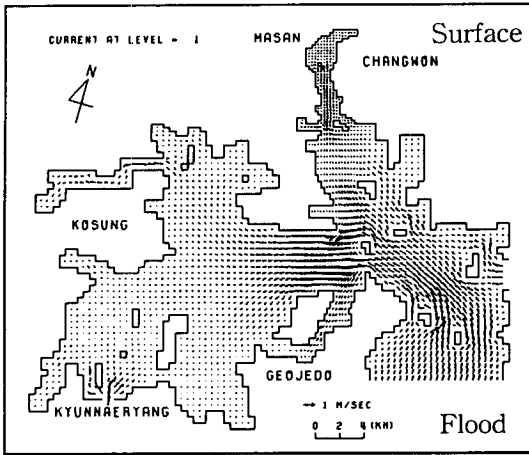 CURRENT AT LEVEL = 1
MASAN
Surface
CHANGWON
N
KOSUNG
GEOJEDO
KYUNNAERYANG
1 M/SEC
0 2 4 (KM)
Flood